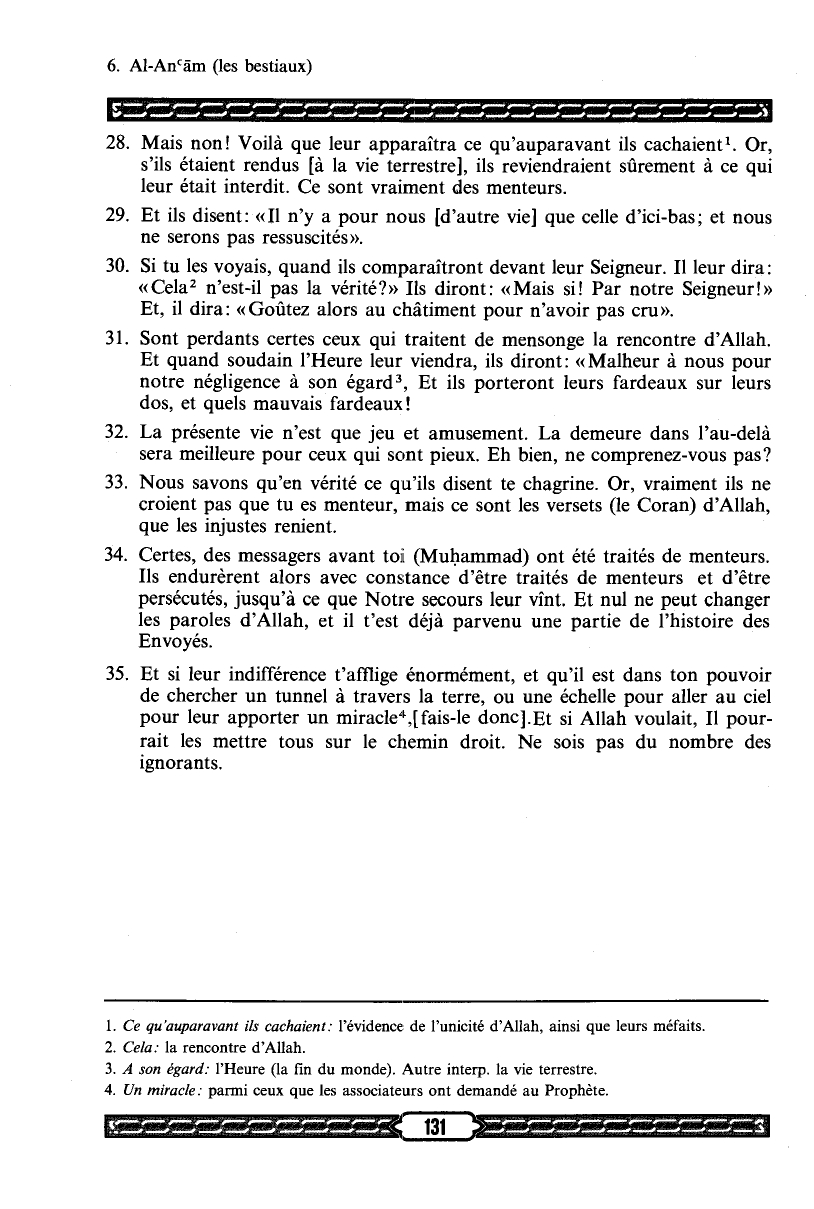 6. Al-Anᶜām (les bestiaux)
28. Mais non! Voilà que leur apparaîtra ce qu'auparavant ils cachaient¹. Or,
s'ils étaient rendus [à la vie terrestre], ils reviendraient sûrement à ce qui
leur était interdit. Ce sont vraiment des menteurs.
29. Et ils disent: «Il n'y a pour nous [d'autre vie] que celle d'ici-bas; et nous
ne serons pas ressuscités».
30. Si tu les voyais, quand ils comparaîtront devant leur Seigneur. Il leur dira:
«Cela² n'est-il pas la vérité?» Ils diront: «Mais si! Par notre Seigneur!»
Et, il dira: «Goûtez alors au châtiment pour n'avoir pas cru».
31. Sont perdants certes ceux qui traitent de mensonge la rencontre d'Allah.
Et quand soudain l'Heure leur viendra, ils diront: «Malheur à nous pour
notre négligence à son égard³, Et ils porteront leurs fardeaux sur leurs
dos, et quels mauvais fardeaux!
32. La présente vie n'est que jeu et amusement. La demeure dans l'au-delà
sera meilleure pour ceux qui sont pieux. Eh bien, ne comprenez-vous pas?
33. Nous savons qu'en vérité ce qu'ils disent te chagrine. Or, vraiment ils ne
croient pas que tu es menteur, mais ce sont les versets (le Coran) d'Allah,
que les injustes renient.
34. Certes, des messagers avant toi (Muḥammad) ont été traités de menteurs.
Ils endurèrent alors avec constance d'être traités de menteurs et d'être
persécutés, jusqu'à ce que Notre secours leur vînt. Et nul ne peut changer
les paroles d'Allah, et il t'est déjà parvenu une partie de l'histoire des
Envoyés.
35. Et si leur indifférence t'afflige énormément, et qu'il est dans ton pouvoir
de chercher un tunnel à travers la terre, ou une échelle pour aller au ciel
pour leur apporter un miracle⁴,[fais-le donc].Et si Allah voulait, Il pour-
rait les mettre tous sur le chemin droit. Ne sois pas du nombre des
ignorants.
1. Ce qu'auparavant ils cachaient: l'évidence de l'unicité d'Allah, ainsi que leurs méfaits.
2. Cela: la rencontre d'Allah.
3. A son égard: l'Heure (la fin du monde). Autre interp. la vie terrestre.
4. Un miracle: parmi ceux que les associateurs ont demandé au Prophète.
131